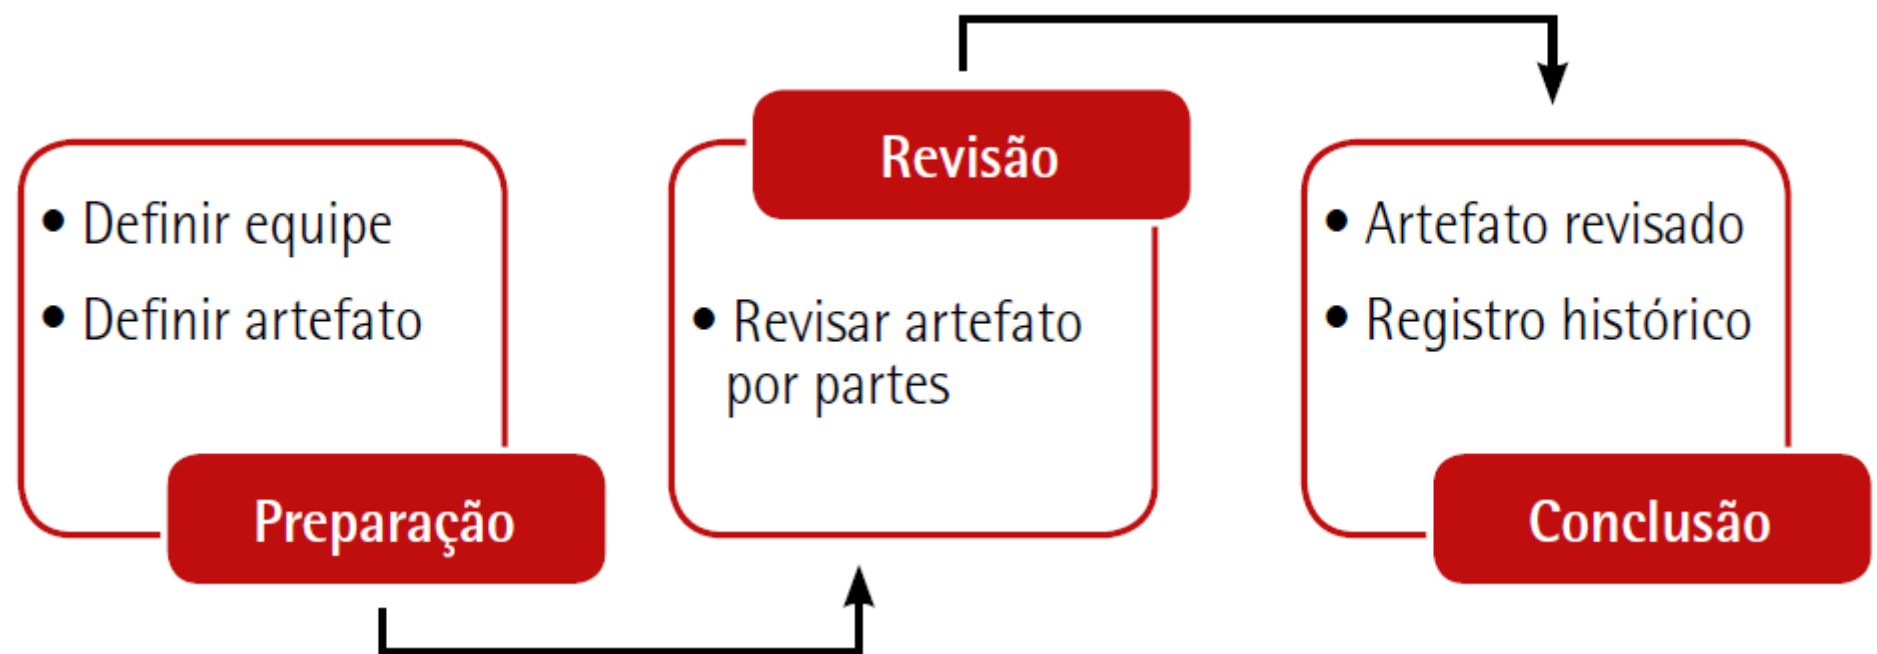 • Definir equipe
• Definir artefato
Preparação
Revisão
• Revisar artefato
por partes
• Artefato revisado
• Registro histórico
Conclusão